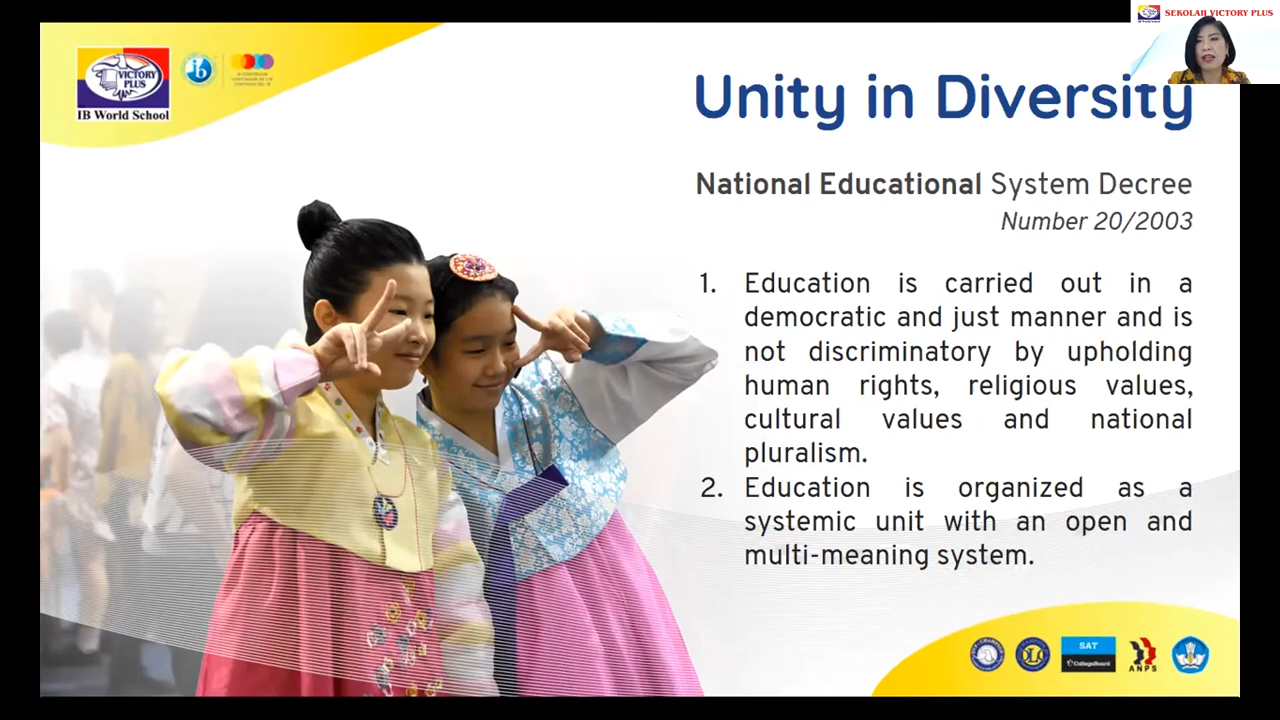 SEKOLAH VICTORY PLUS
VICTORY
PLUS
IB World School
ib
Unity in Diversity
National Educational System Decree
Number 20/2003
1. Education is carried out in a
democratic and just manner and is
not discriminatory by upholding
human rights, religious values,
cultural values and national
pluralism.
2. Education is organized as a
systemic unit with an open and
multi-meaning system.
SAT
CollegeBoard
ANPS